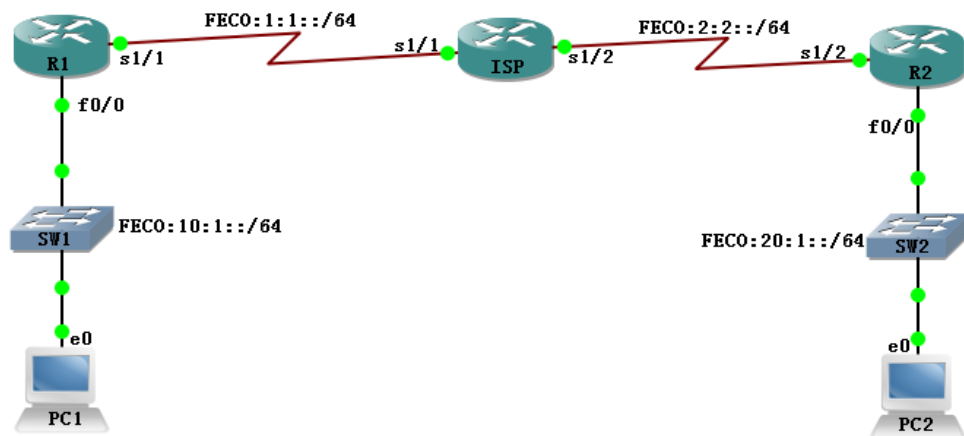 FEC0:1:1::/64
FEC0:2:2::/64
R1
s1/1
s1/1
ISP
s1/2
s1/2
R2
f0/0
f0/0
SW1
FEC0:10:1::/64
FEC0:20:1::/64
SW2
e0
PC1
e0
PC2